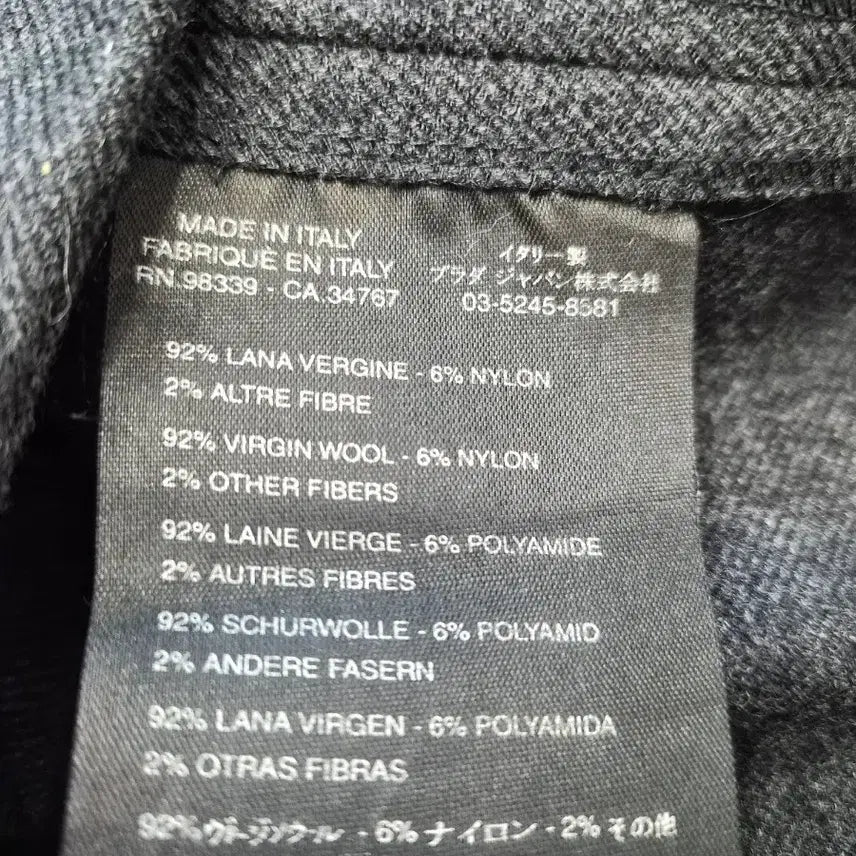 MADE IN ITALY
FABRIQUE EN ITALY
RN.98339 - CA.34767
イタリー製
プラダ ジャパン株式会社
03-5245-8581
92% LANA VERGINE - 6% NYLON
2% ALTRE FIBRE
92% VIRGIN WOOL - 6% NYLON
2% OTHER FIBERS
92% LAINE VIERGE - 6% POLYAMIDE
2% AUTRES FIBRES
92% SCHURWOLLE - 6% POLYAMID
2% ANDERE FASERN
92% LANA VIRGEN - 6% POLYAMIDA
2% OTRAS FIBRAS
92% ヴァージンウール - 6% ナイロン - 2% その他